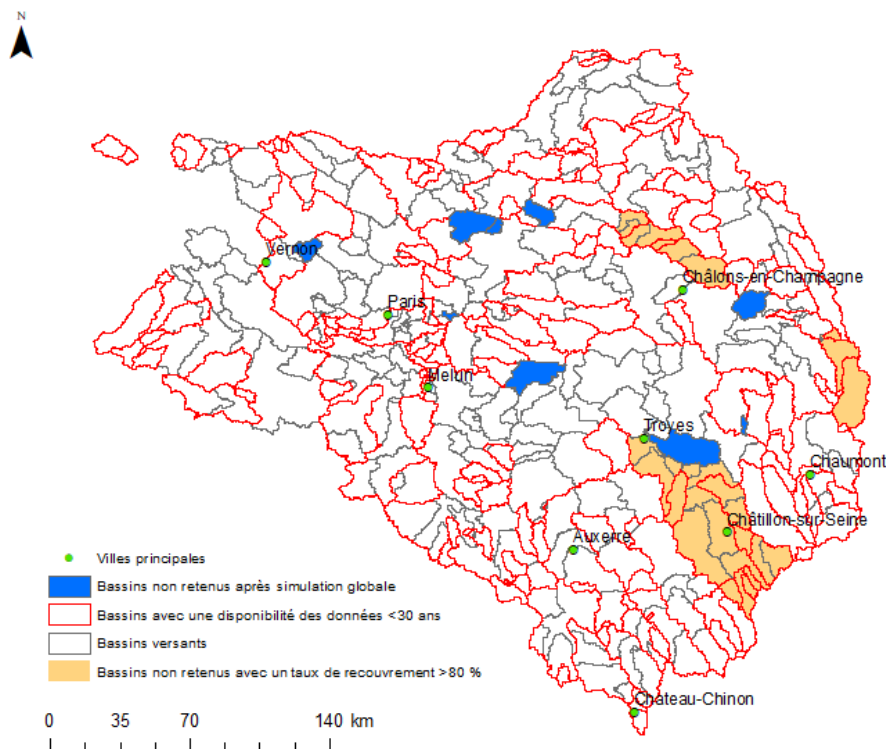 N
Vernon
Châlons-en-Champagne
Paris
Melun
Troyes
Chaumont
Châtillon-sur-Seine
Auxerre
Villes principales
Bassins non retenus après simulation globale
Bassins avec une disponibilité des données <30 ans
Bassins versants
Bassins non retenus avec un taux de recouvrement >80 %
Chateau-Chinon
0 35 70 140 km